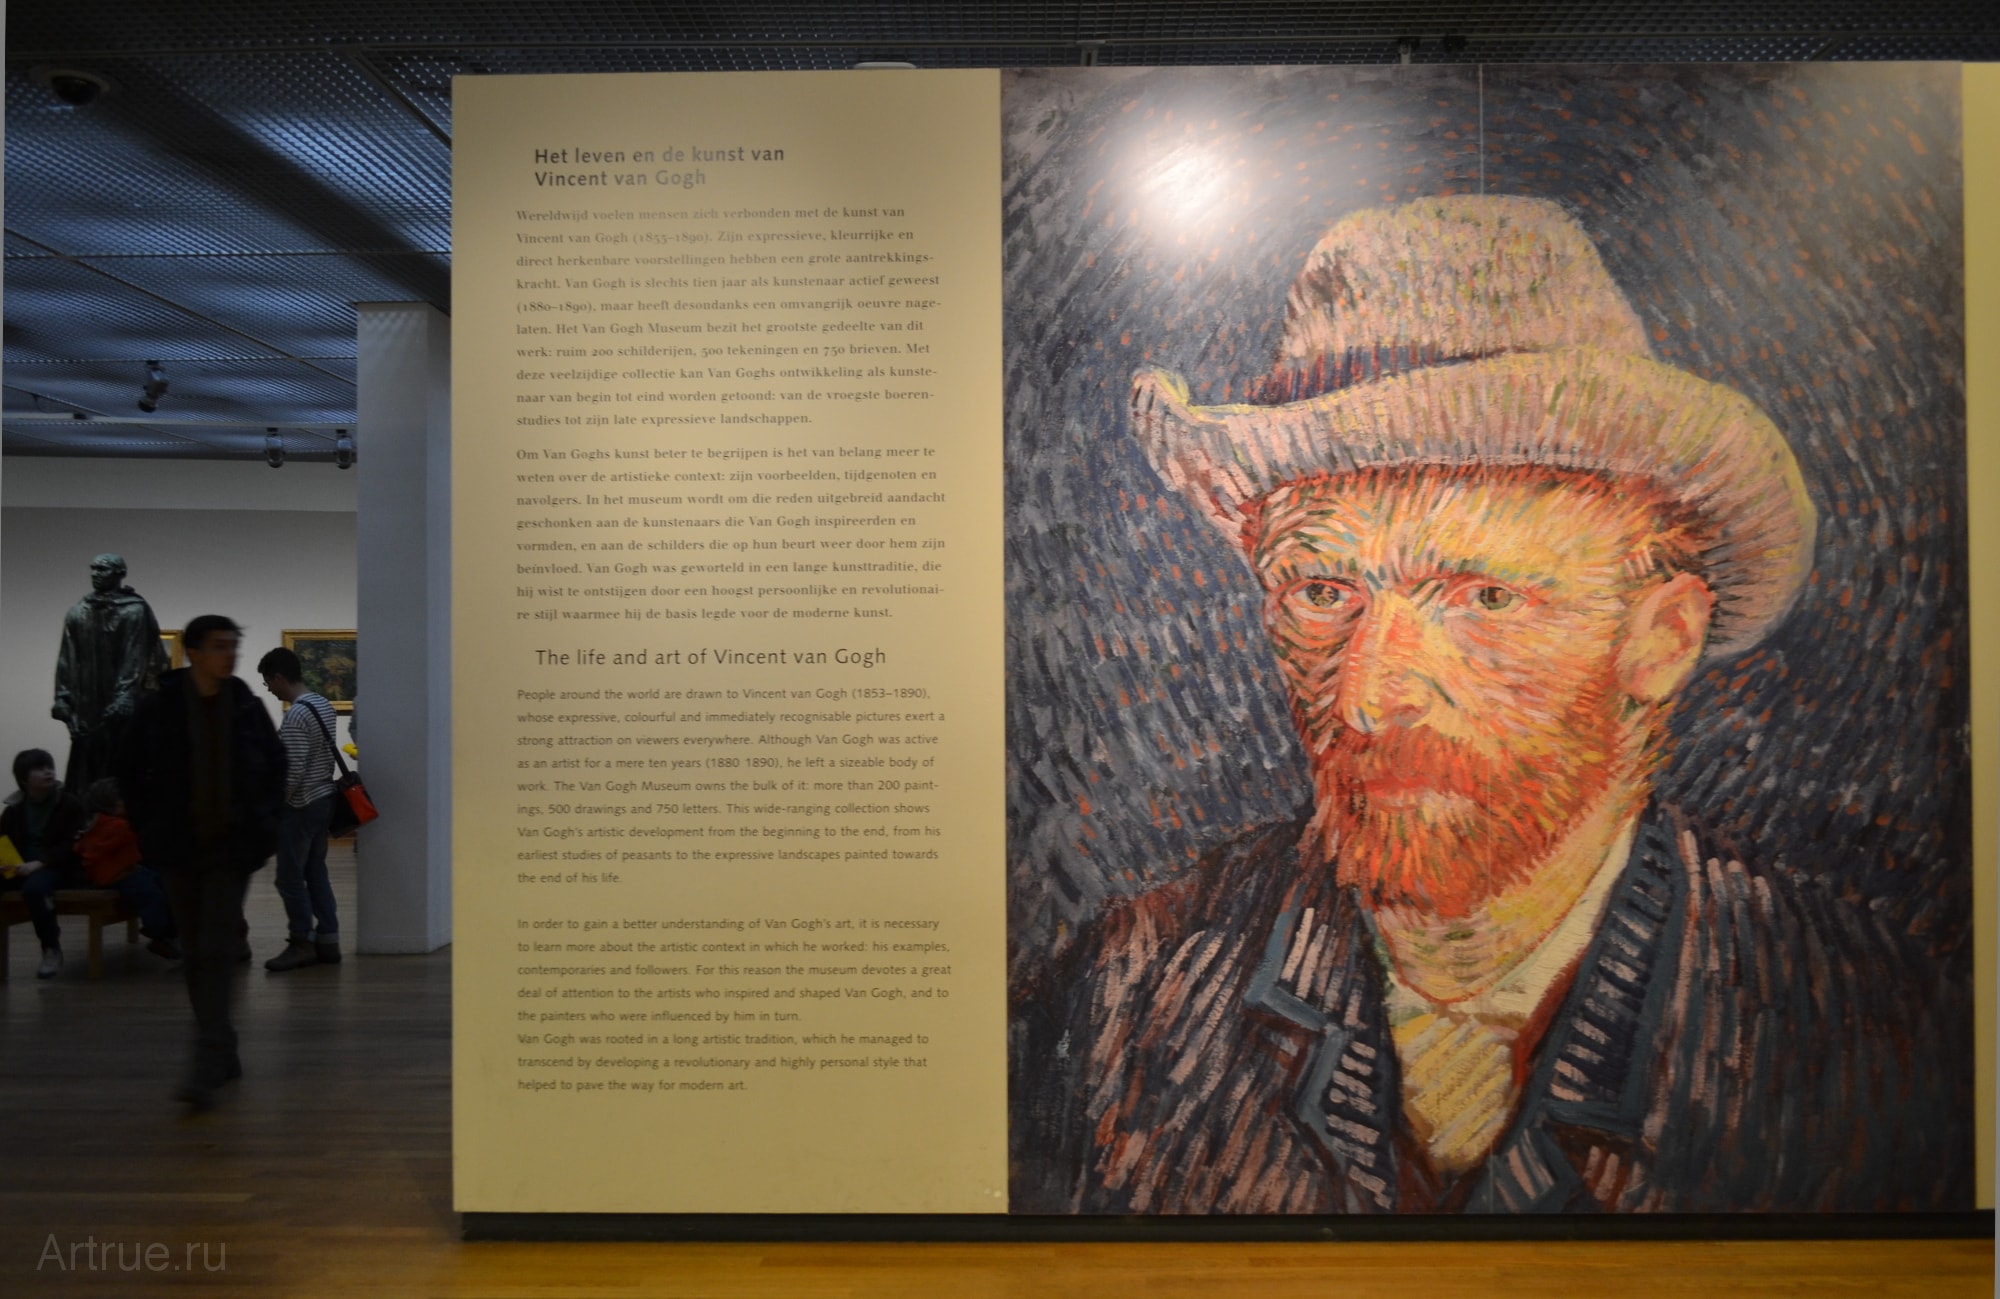 Het leven en de kunst van
Vincent van Gogh
Wereldwijd voelen mensen zich verbonden met de kunst van
Vincent van Gogh (1853–1890). Zijn expressieve, kleurrijke en
direct herkenbare voorstellingen hebben een grote aantrekkings-
kracht. Van Gogh is slechts tien jaar als kunstenaar actief geweest
(1880–1890), maar heeft desondanks een omvangrijk oeuvre nage-
laten. Het Van Gogh Museum bezit het grootste gedeelte van dit
werk: ruim 200 schilderijen, 500 tekeningen en 750 brieven. Met
deze veelzijdige collectie kan Van Goghs ontwikkeling als kunste-
naar van begin tot eind worden getoond: van de vroegste boeren-
studies tot zijn late expressieve landschappen.
Om Van Goghs kunst beter te begrijpen is het van belang meer te
weten over de artistieke context: zijn voorbeelden, tijdgenoten en
navolgers. In het museum wordt om die reden uitgebreid aandacht
geschonken aan de kunstenaars die Van Gogh inspireerden en
vormden, en aan de schilders die op hun beurt weer door hem zijn
beïnvloed. Van Gogh was geworteld in een lange kunsttraditie, die
hij wist te ontstijgen door een hoogst persoonlijke en revolutionai-
re stijl waarmee hij de basis legde voor de moderne kunst.
The life and art of Vincent van Gogh
People around the world are drawn to Vincent van Gogh (1853–1890),
whose expressive, colourful and immediately recognisable pictures exert a
strong attraction on viewers everywhere. Although Van Gogh was active
as an artist for a mere ten years (1880 1890), he left a sizeable body of
work. The Van Gogh Museum owns the bulk of it: more than 200 paint-
ings, 500 drawings and 750 letters. This wide-ranging collection shows
Van Gogh's artistic development from the beginning to the end, from his
earliest studies of peasants to the expressive landscapes painted towards
the end of his life.
In order to gain a better understanding of Van Gogh's art, it is necessary
to learn more about the artistic context in which he worked: his examples,
contemporaries and followers. For this reason the museum devotes a great
deal of attention to the artists who inspired and shaped Van Gogh, and to
the painters who were influenced by him in turn.
Van Gogh was rooted in a long artistic tradition, which he managed to
transcend by developing a revolutionary and highly personal style that
helped to pave the way for modern art.
Artrue.ru